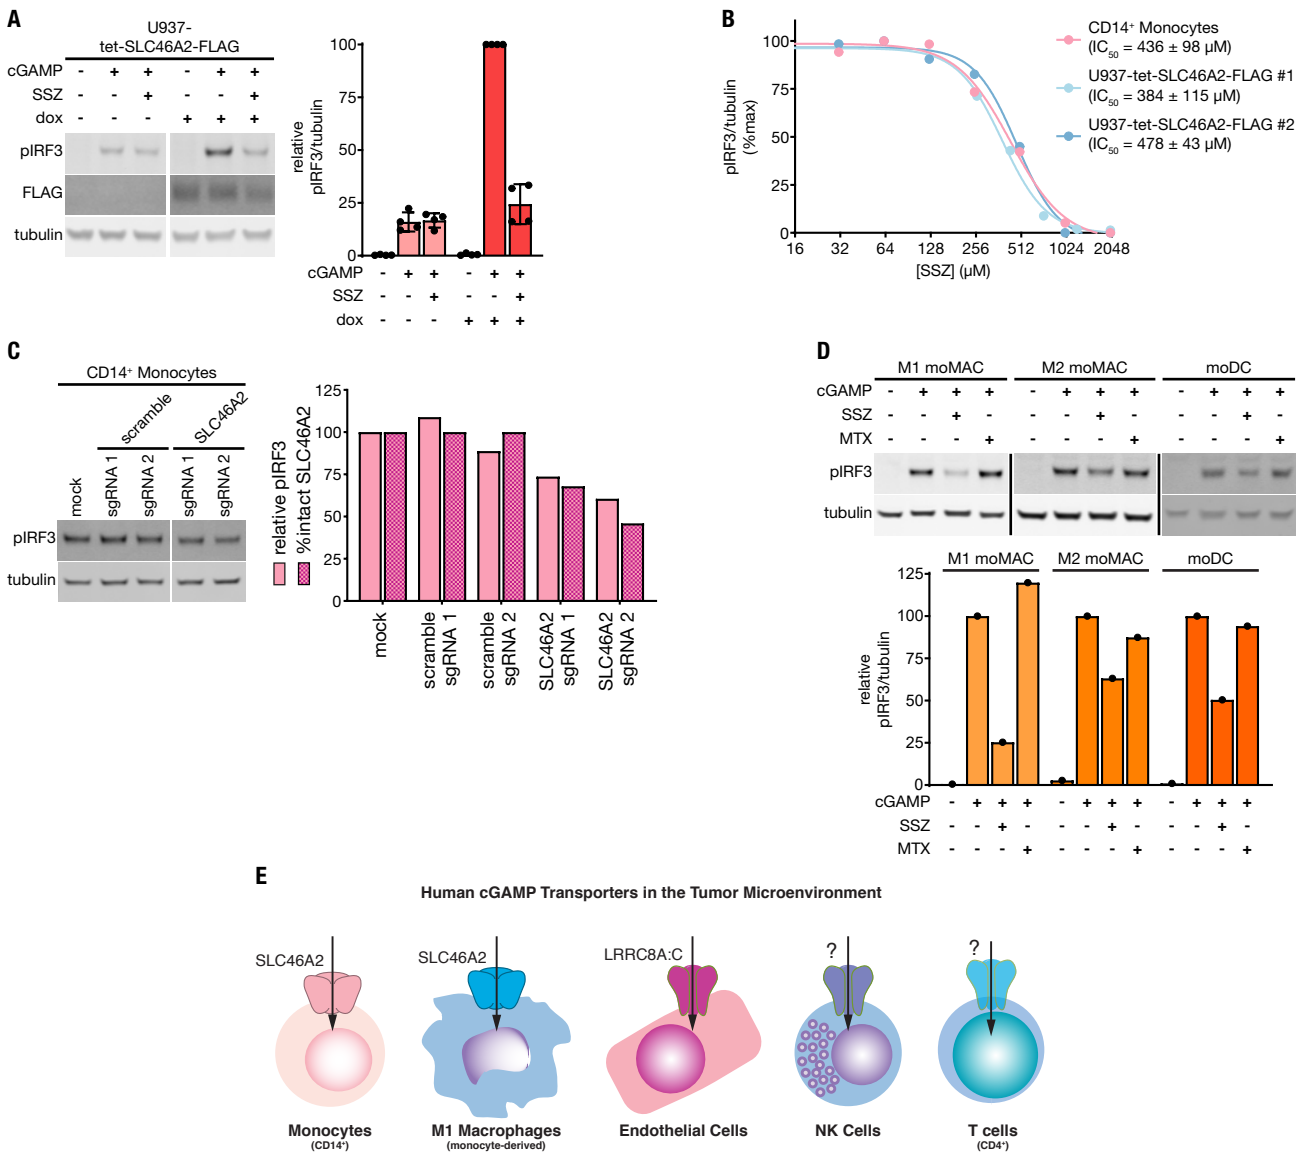 A
U937-
tet-SLC46A2-FLAG
cGAMP - + + - + +
SSZ - - + - - +
dox - - - + + +
pIRF3
FLAG
tubulin
relative
pIRF3/tubulin
100
75
50
25
0
cGAMP - + + - + +
SSZ - - + - - +
dox - - - + + +
B
pIRF3/tubulin
(%max)
100
75
50
25
0
16 32 64 128 256 512 1024 2048
[SSZ] (µM)
CD14⁺ Monocytes
(IC₅₀ = 436 ± 98 µM)
U937-tet-SLC46A2-FLAG #1
(IC₅₀ = 384 ± 115 µM)
U937-tet-SLC46A2-FLAG #2
(IC₅₀ = 478 ± 43 µM)
C
CD14⁺ Monocytes
scramble
SLC46A2
mock
sgRNA 1
sgRNA 2
sgRNA 1
sgRNA 2
pIRF3
tubulin
relative pIRF3
%intact SLC46A2
125
100
75
50
25
0
mock
scramble
sgRNA 1
scramble
sgRNA 2
SLC46A2
sgRNA 1
SLC46A2
sgRNA 2
D
M1 moMAC M2 moMAC moDC
cGAMP - + + + - + + + - + + +
SSZ - - + - - - + - - - + -
MTX - - - + - - - + - - - +
pIRF3
tubulin
M1 moMAC M2 moMAC moDC
relative
pIRF3/tubulin
125
100
75
50
25
0
cGAMP - + + + - + + + - + + +
SSZ - - + - - - + - - - + -
MTX - - - + - - - + - - - +
E
Human cGAMP Transporters in the Tumor Microenvironment
SLC46A2
SLC46A2
LRRC8A:C
?
?
Monocytes
(CD14⁺)
M1 Macrophages
(monocyte-derived)
Endothelial Cells
NK Cells
T cells
(CD4⁺)